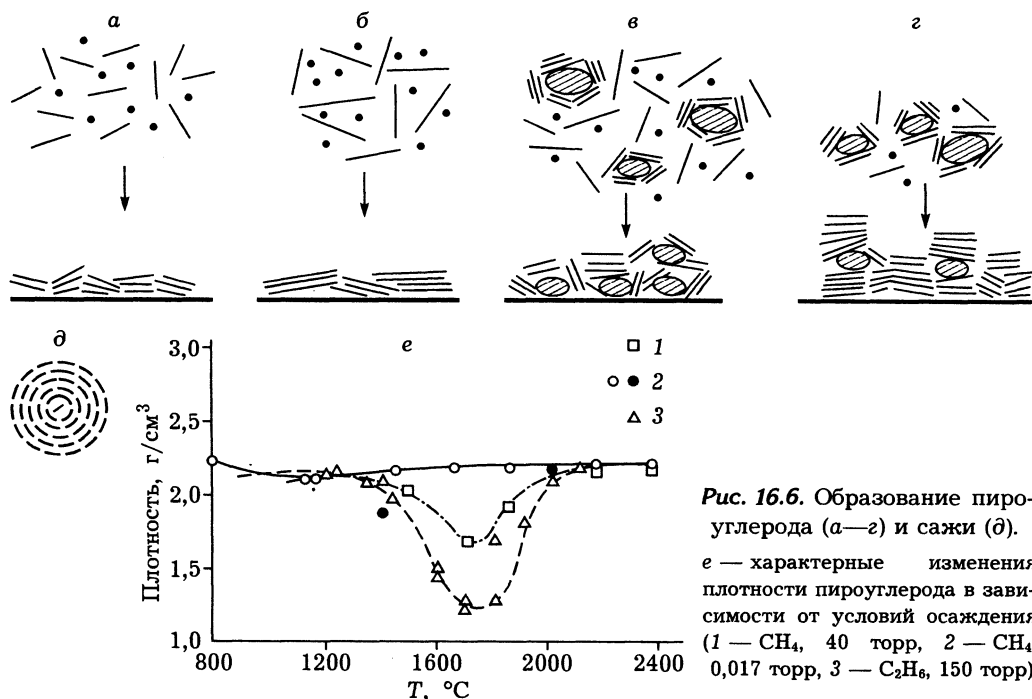 а
б
в
г
д
е
3,0
2,5
2,0
1,5
1,0
Плотность, г/см³
800
1200
1600
2000
2400
T, °C
1
2
3
Рис. 16.6. Образование пиро-
углерода (а—г) и сажи (д).
е — характерные изменения
плотности пироуглерода в зави-
симости от условий осаждения
(1 — CH₄, 40 торр, 2 — CH₄
0,017 торр, 3 — C₂H₆, 150 торр)